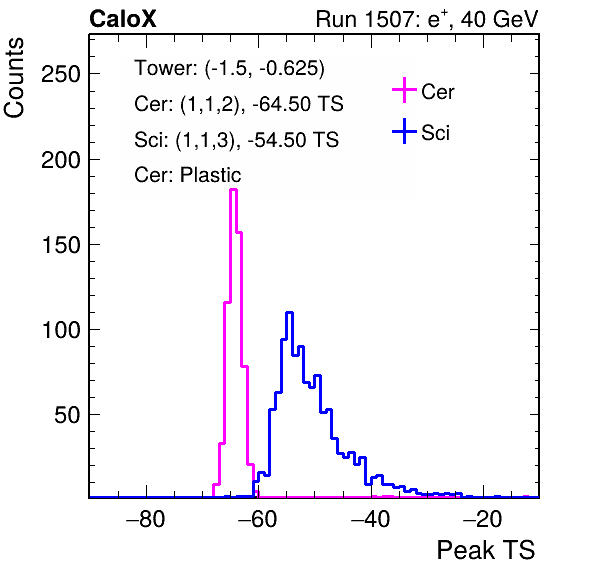 CaloX Run 1507: e⁺, 40 GeV
Counts
250
200
150
100
50
Tower: (-1.5, -0.625)
Cer: (1,1,2), -64.50 TS
Sci: (1,1,3), -54.50 TS
Cer: Plastic
Cer
Sci
−80 −60 −40 −20
Peak TS